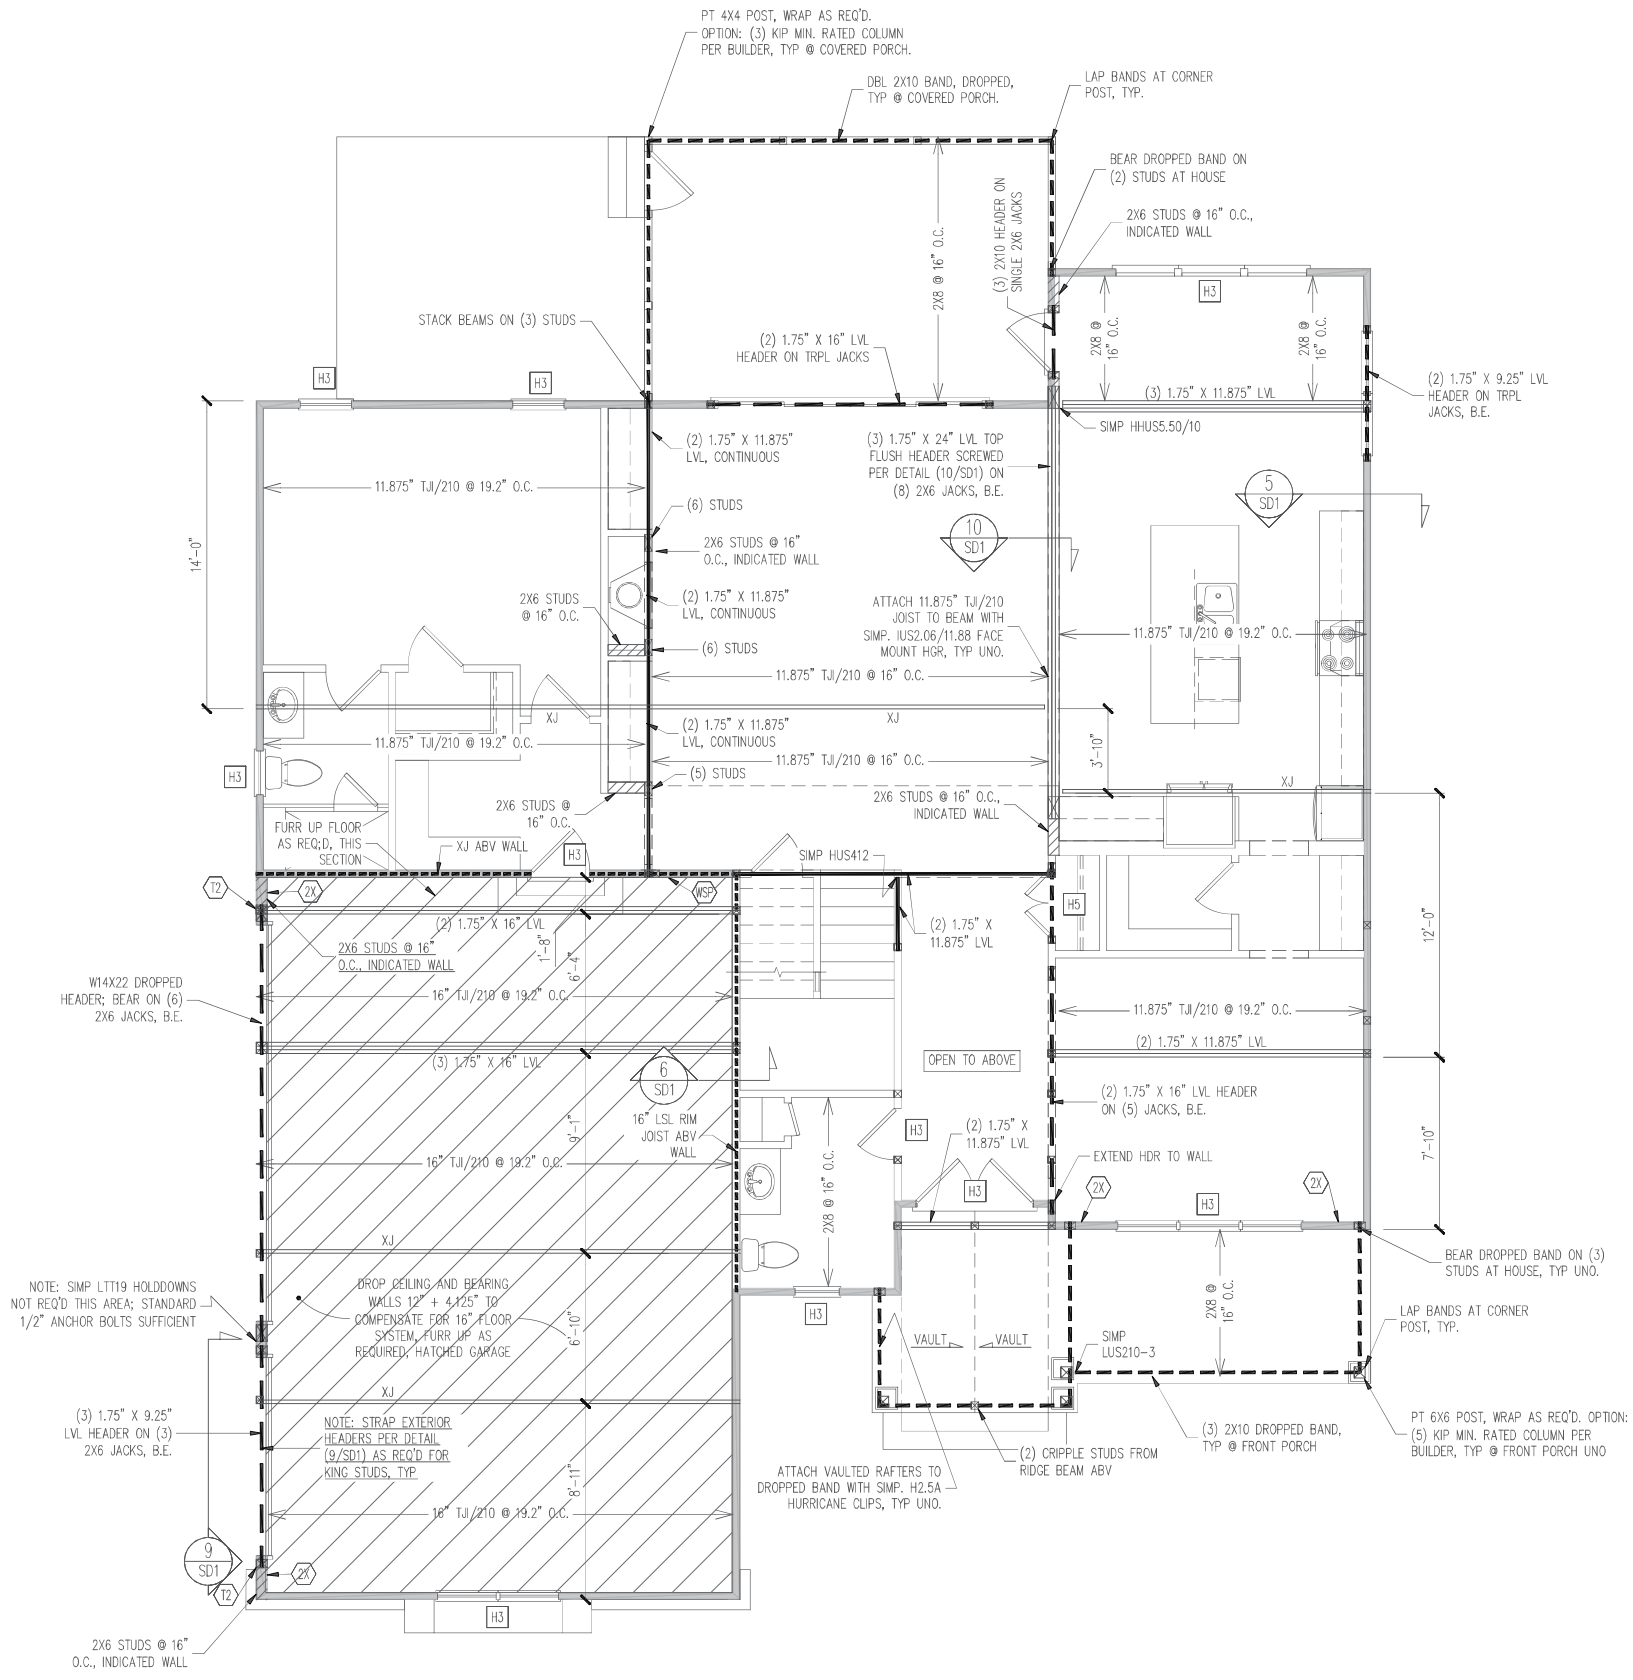 PT 4X4 POST, WRAP AS REQ'D.
OPTION: (3) KIP MIN. RATED COLUMN
PER BUILDER, TYP @ COVERED PORCH.
DBL 2X10 BAND, DROPPED,
TYP @ COVERED PORCH.
LAP BANDS AT CORNER
POST, TYP.
BEAR DROPPED BAND ON
(2) STUDS AT HOUSE
2X6 STUDS @ 16" O.C.,
INDICATED WALL
(3) 2X10 HEADER ON
SINGLE 2X6 JACKS
2X8 @ 16" O.C.
H3
STACK BEAMS ON (3) STUDS
(2) 1.75" X 16" LVL
HEADER ON TRPL JACKS
2X8 @
16" O.C.
2X8 @
16" O.C.
H3
H3
(3) 1.75" X 11.875" LVL
(2) 1.75" X 9.25" LVL
HEADER ON TRPL
JACKS, B.E.
SIMP HHUS5.50/10
(2) 1.75" X 11.875"
LVL, CONTINUOUS
(3) 1.75" X 24" LVL TOP
FLUSH HEADER SCREWED
PER DETAIL (10/SD1) ON
(8) 2X6 JACKS, B.E.
11.875" TJI/210 @ 19.2" O.C.
5
SD1
(6) STUDS
14'-0"
10
SD1
2X6 STUDS @ 16"
O.C., INDICATED WALL
2X6 STUDS
@ 16" O.C.
(2) 1.75" X 11.875"
LVL, CONTINUOUS
ATTACH 11.875" TJI/210
JOIST TO BEAM WITH
SIMP. IUS2.06/11.88 FACE
MOUNT HGR, TYP UNO.
11.875" TJI/210 @ 19.2" O.C.
(6) STUDS
11.875" TJI/210 @ 16" O.C.
XJ
XJ
(2) 1.75" X 11.875"
LVL, CONTINUOUS
11.875" TJI/210 @ 19.2" O.C.
11.875" TJI/210 @ 16" O.C.
3'-10"
H3
(5) STUDS
XJ
2X6 STUDS @
16" O.C.
2X6 STUDS @ 16" O.C.,
INDICATED WALL
FURR UP FLOOR
AS REQ;D, THIS
SECTION
XJ ABV WALL
H3
SIMP HUS412
T2
2X
WSP
H5
(2) 1.75" X 16" LVL
(2) 1.75" X
11.875" LVL
12'-0"
2X6 STUDS @ 16"
O.C., INDICATED WALL
1'-8"
6'-4"
W14X22 DROPPED
HEADER; BEAR ON (6)
2X6 JACKS, B.E.
16" TJI/210 @ 19.2" O.C.
11.875" TJI/210 @ 19.2" O.C.
(2) 1.75" X 11.875" LVL
(3) 1.75" X 16" LVL
OPEN TO ABOVE
6
SD1
(2) 1.75" X 16" LVL HEADER
ON (5) JACKS, B.E.
16" LSL RIM
JOIST ABV
WALL
9'-1"
H3
(2) 1.75" X
11.875" LVL
7'-10"
16" TJI/210 @ 19.2" O.C.
2X8 @ 16" O.C.
EXTEND HDR TO WALL
2X
2X
H3
H3
XJ
BEAR DROPPED BAND ON (3)
STUDS AT HOUSE, TYP UNO.
NOTE: SIMP LTT19 HOLDDOWNS
NOT REQ'D THIS AREA; STANDARD
1/2" ANCHOR BOLTS SUFFICIENT
DROP CEILING AND BEARING
WALLS 12" + 4.125" TO
COMPENSATE FOR 16" FLOOR
SYSTEM, FURR UP AS
REQUIRED, HATCHED GARAGE
6'-10"
H3
2X8 @
16" O.C.
LAP BANDS AT CORNER
POST, TYP.
VAULT
VAULT
SIMP
LUS210-3
XJ
(3) 1.75" X 9.25"
LVL HEADER ON (3)
2X6 JACKS, B.E.
NOTE: STRAP EXTERIOR
HEADERS PER DETAIL
(9/SD1) AS REQ'D FOR
KING STUDS, TYP
(3) 2X10 DROPPED BAND,
TYP @ FRONT PORCH
PT 6X6 POST, WRAP AS REQ'D. OPTION:
(5) KIP MIN. RATED COLUMN PER
BUILDER, TYP @ FRONT PORCH UNO
(2) CRIPPLE STUDS FROM
RIDGE BEAM ABV
ATTACH VAULTED RAFTERS TO
DROPPED BAND WITH SIMP. H2.5A
HURRICANE CLIPS, TYP UNO.
8'-11"
16" TJI/210 @ 19.2" O.C.
9
SD1
T2
2X
H3
2X6 STUDS @ 16"
O.C., INDICATED WALL